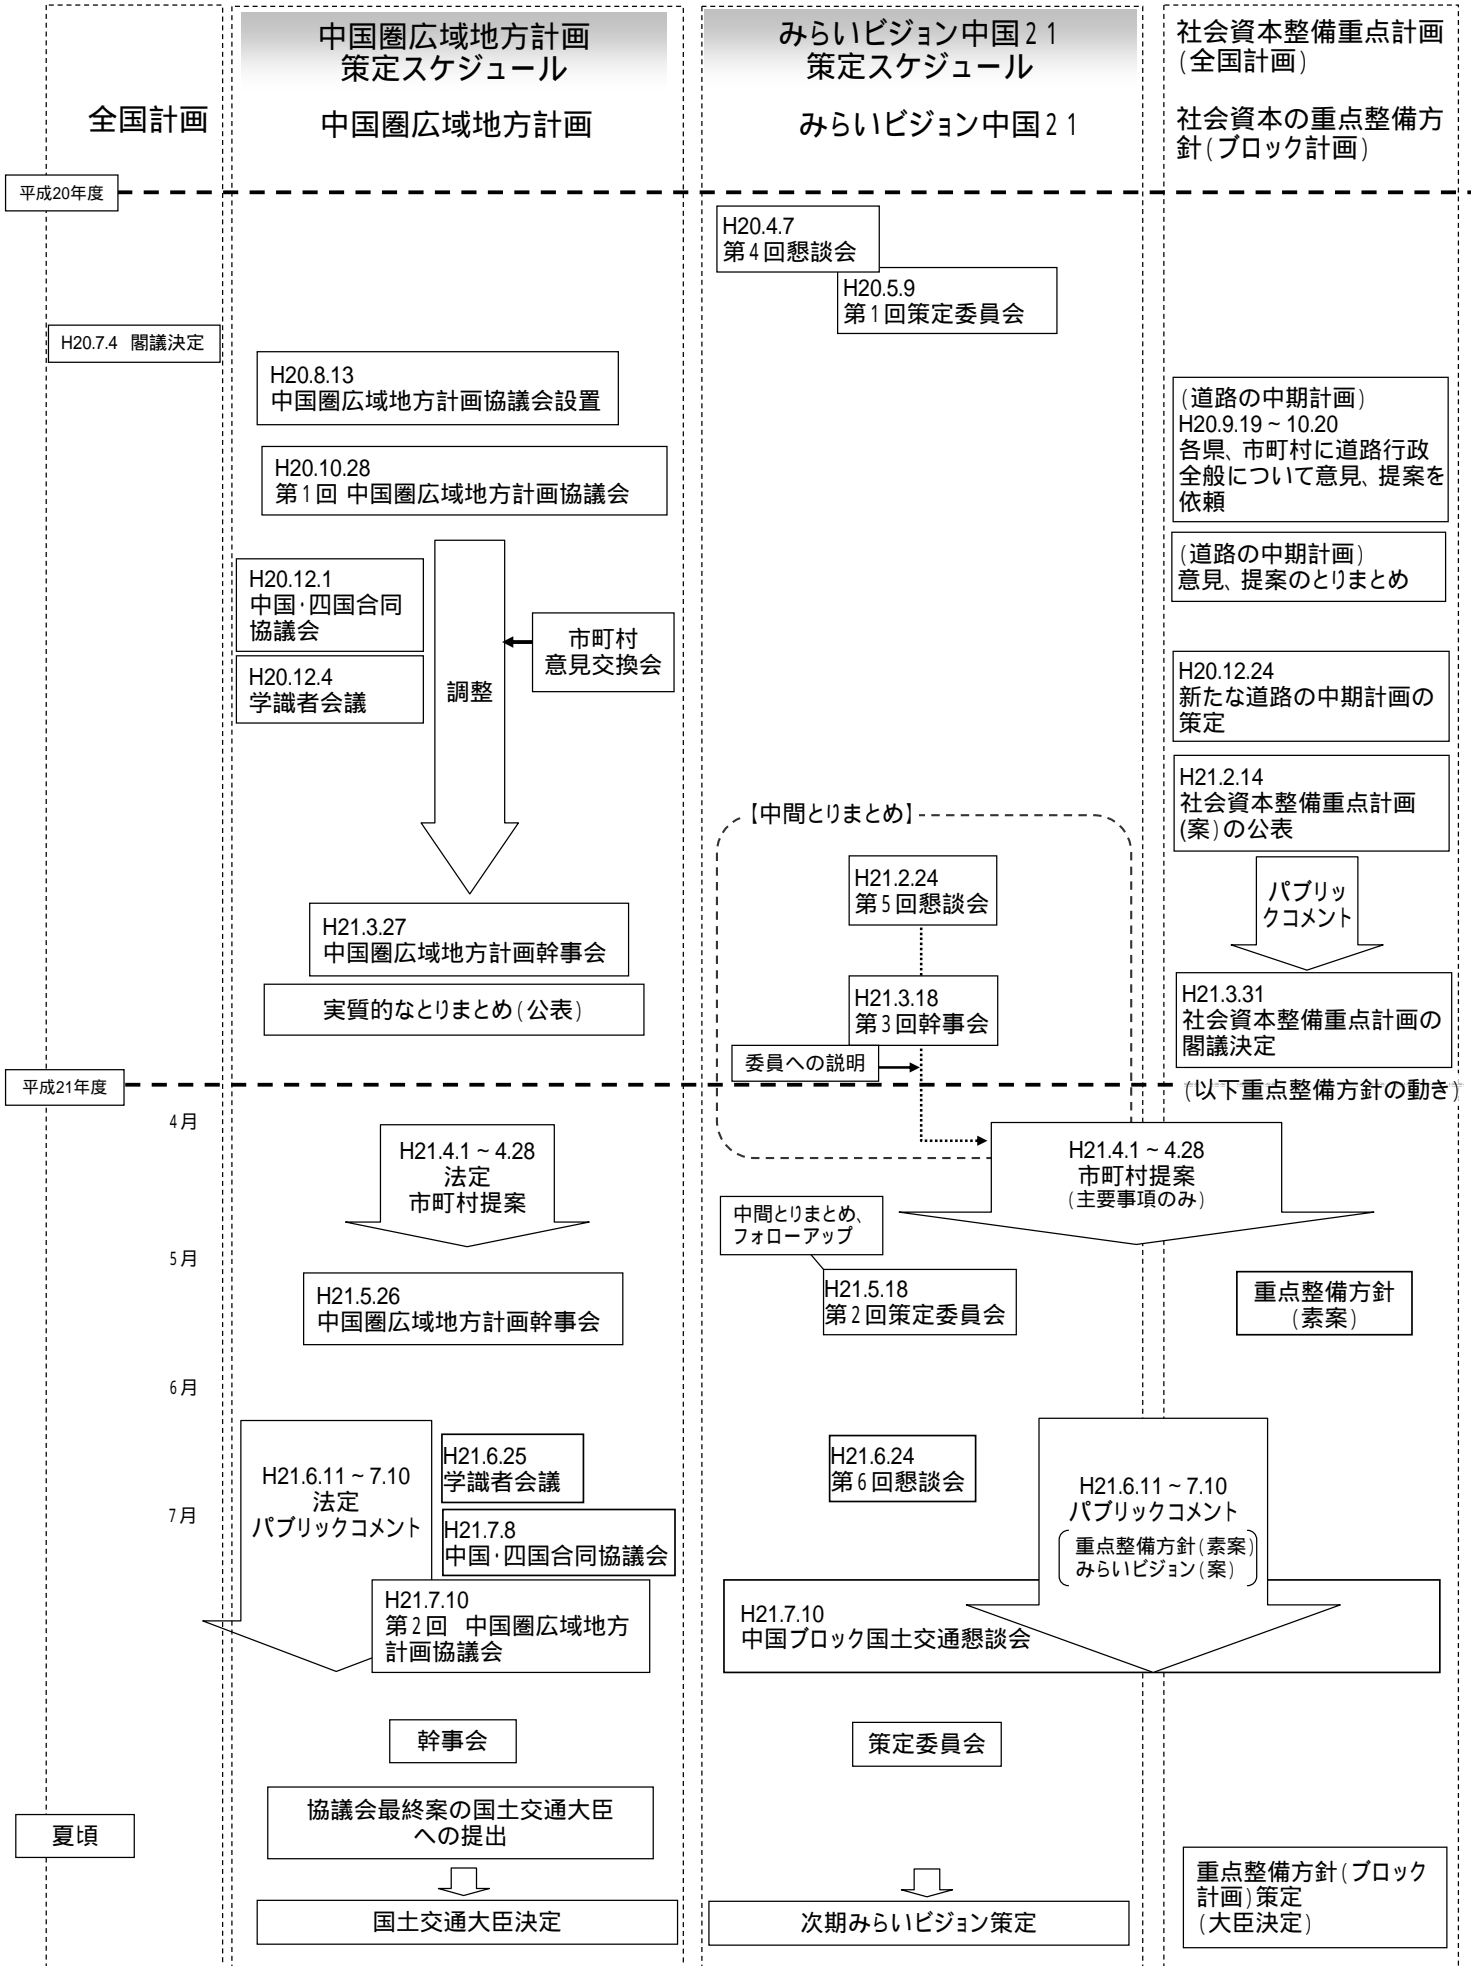 中国圏広域地方計画
策定スケジュール
みらいビジョン中国21
策定スケジュール
社会資本整備重点計画
(全国計画)
全国計画
中国圏広域地方計画
みらいビジョン中国21
社会資本の重点整備方
針(ブロック計画)
平成20年度
H20.4.7
第4回懇談会
H20.5.9
第1回策定委員会
H20.7.4 閣議決定
H20.8.13
中国圏広域地方計画協議会設置
(道路の中期計画)
H20.9.19 ~ 10.20
各県、市町村に道路行政
全般について意見、提案を
依頼
H20.10.28
第1回 中国圏広域地方計画協議会
(道路の中期計画)
意見、提案のとりまとめ
H20.12.1
中国・四国合同
協議会
市町村
意見交換会
H20.12.4
学識者会議
調整
H20.12.24
新たな道路の中期計画の
策定
H21.2.14
社会資本整備重点計画
(案)の公表
【中間とりまとめ】
H21.2.24
第5回懇談会
パブリッ
クコメント
H21.3.27
中国圏広域地方計画幹事会
実質的なとりまとめ(公表)
H21.3.18
第3回幹事会
H21.3.31
社会資本整備重点計画の
閣議決定
委員への説明
平成21年度
(以下重点整備方針の動き)
4月
H21.4.1 ~ 4.28
法定
市町村提案
H21.4.1 ~ 4.28
市町村提案
(主要事項のみ)
中間とりまとめ、
フォローアップ
5月
H21.5.26
中国圏広域地方計画幹事会
H21.5.18
第2回策定委員会
重点整備方針
(素案)
6月
H21.6.11 ~ 7.10
法定
パブリックコメント
H21.6.25
学識者会議
H21.6.24
第6回懇談会
H21.6.11 ~ 7.10
パブリックコメント
重点整備方針(素案)
みらいビジョン(案)
7月
H21.7.8
中国・四国合同協議会
H21.7.10
第2回 中国圏広域地方
計画協議会
H21.7.10
中国ブロック国土交通懇談会
幹事会
策定委員会
夏頃
協議会最終案の国土交通大臣
への提出
国土交通大臣決定
次期みらいビジョン策定
重点整備方針(ブロック
計画)策定
(大臣決定)